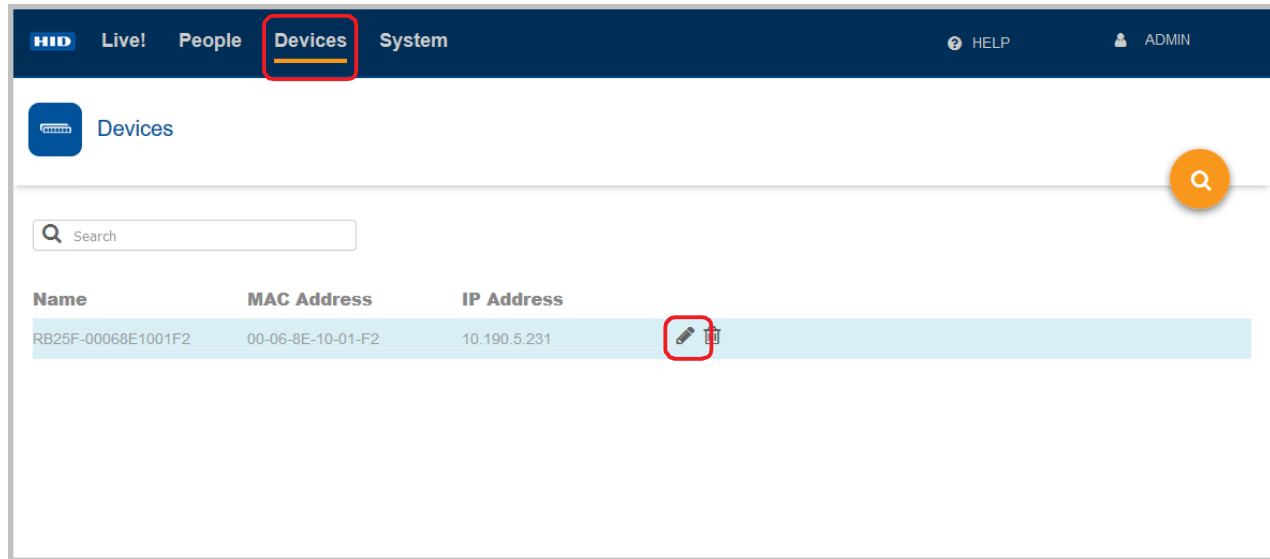 HID Live! People Devices System HELP ADMIN
Devices
Search
Name MAC Address IP Address
RB25F-00068E1001F2 00-06-8E-10-01-F2 10.190.5.231